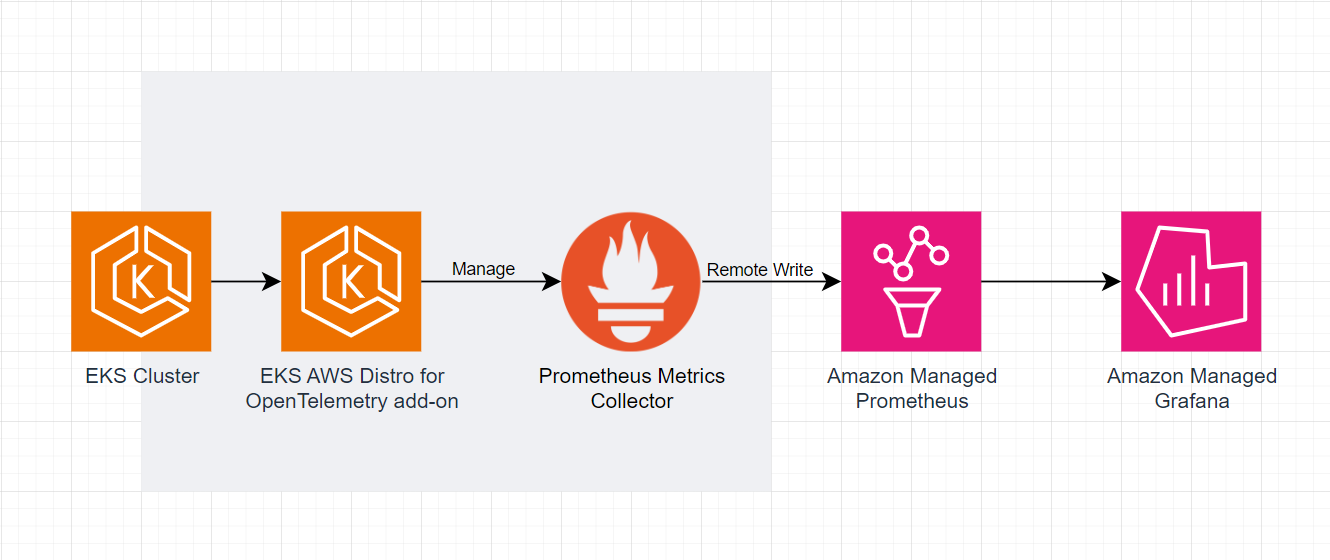 Manage
Remote Write
K
K
EKS Cluster
EKS AWS Distro for
OpenTelemetry add-on
Prometheus Metrics
Collector
Amazon Managed
Prometheus
Amazon Managed
Grafana